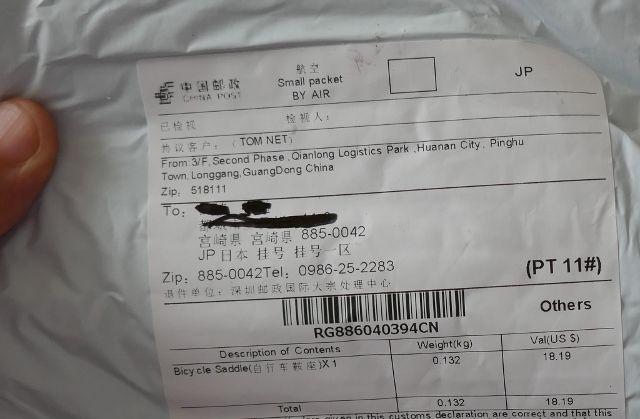 中国邮政
CHINA POST
航空
Small packet
BY AIR
JP
已检视 检视人：
协议客户：（TOM NET）
From:3/F, Second Phase ,Qianlong Logistics Park ,Huanan City, Pinghu
Town, Longgang, GuangDong China
Zip: 518111
To:
宮崎県 宮崎県 885-0042
JP 日本 挂号 挂号一区
Zip: 885-0042Tel: 0986-25-2283
(PT 11#)
退件单位：深圳邮政国际大宗处理中心
RG886040394CN
Others
Description of Contents Weight(kg) Val(US $)
Bicycle Saddle(自行车鞍座)X 1 0.132 18.19
Total 0.132 18.19
given in this customs declaration are correct and that this